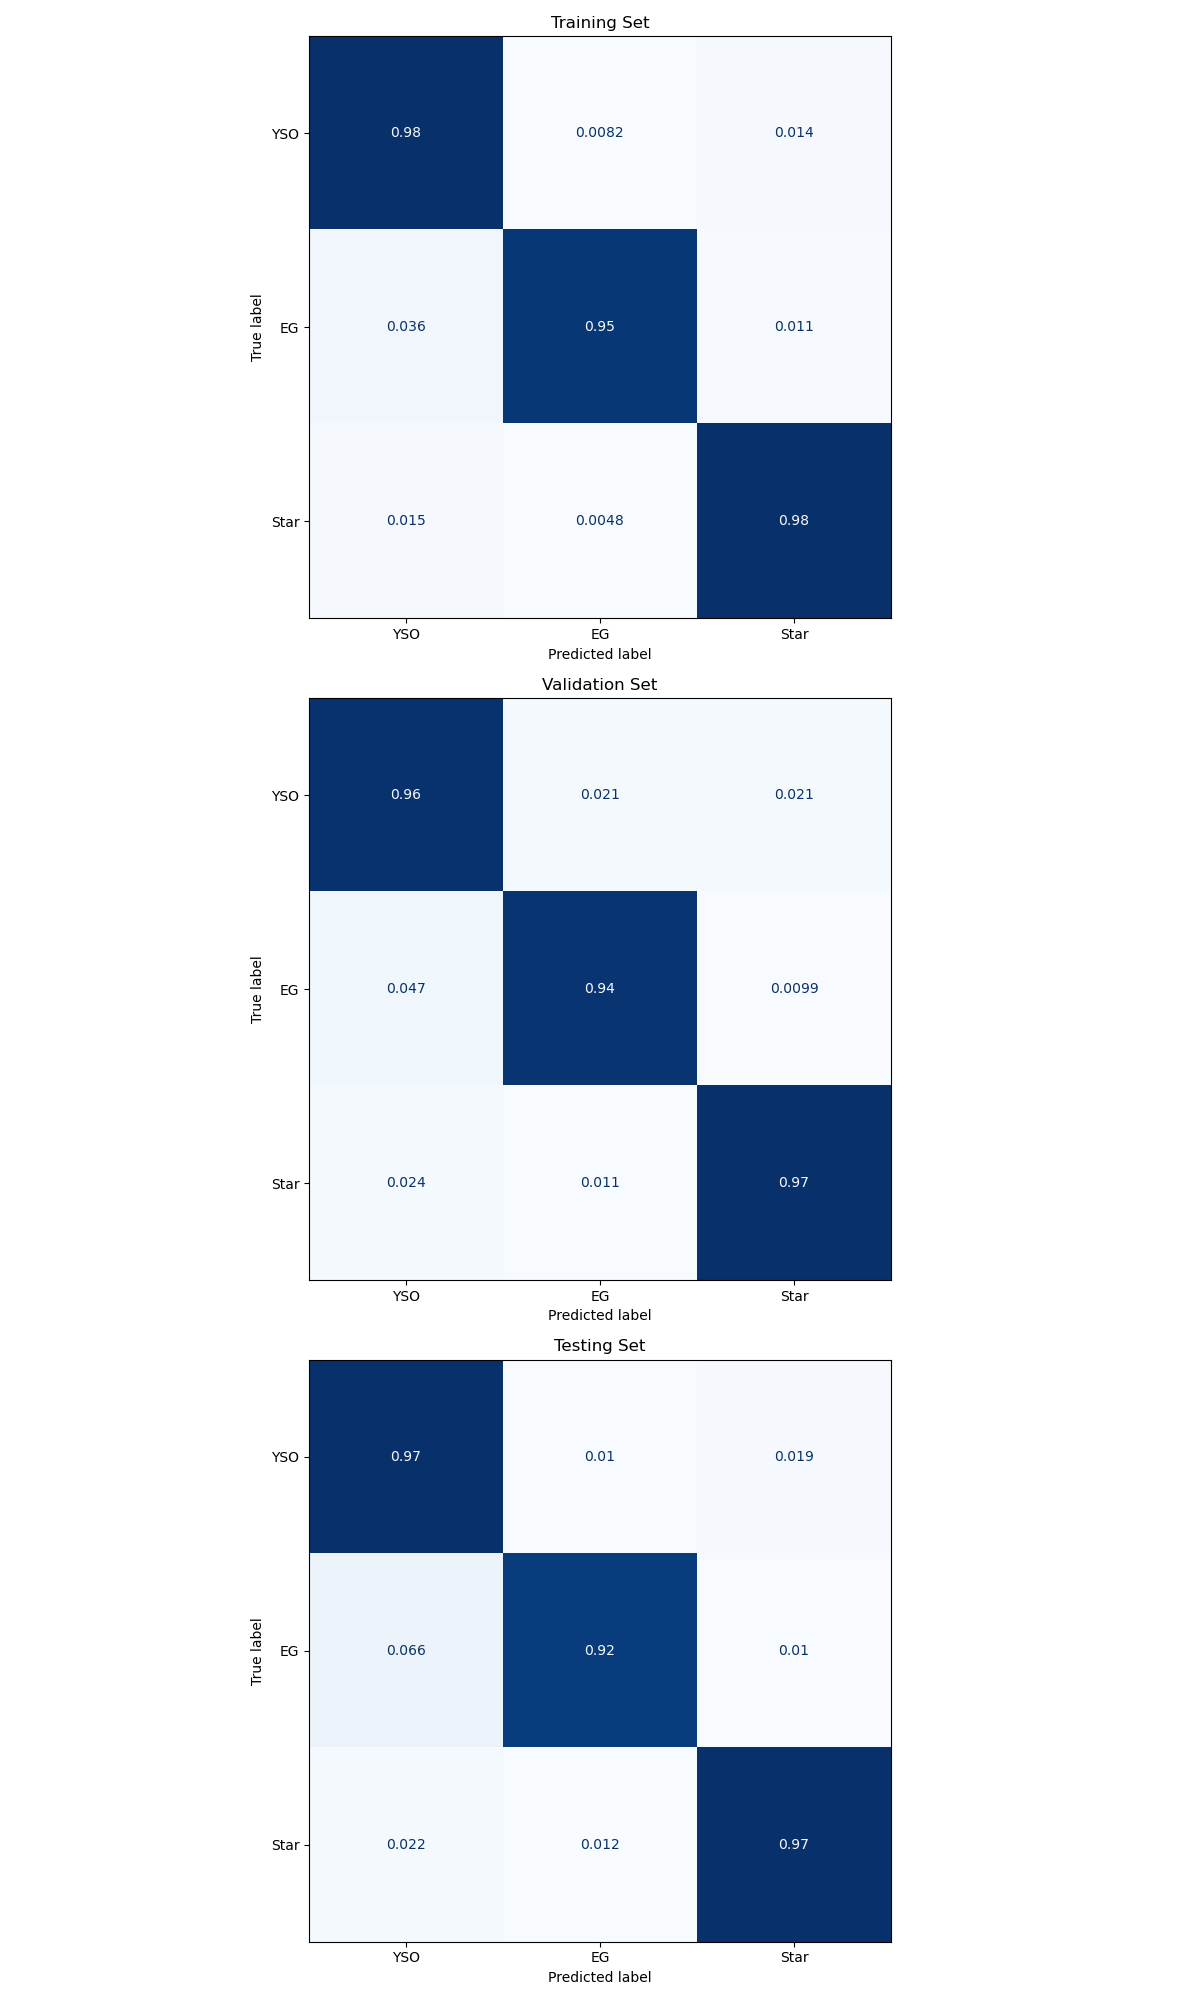 Training Set
YSO 0.98 0.0082 0.014
True label
EG 0.036 0.95 0.011
Star 0.015 0.0048 0.98
YSO EG Star
Predicted label
Validation Set
YSO 0.96 0.021 0.021
True label
EG 0.047 0.94 0.0099
Star 0.024 0.011 0.97
YSO EG Star
Predicted label
Testing Set
YSO 0.97 0.01 0.019
True label
EG 0.066 0.92 0.01
Star 0.022 0.012 0.97
YSO EG Star
Predicted label